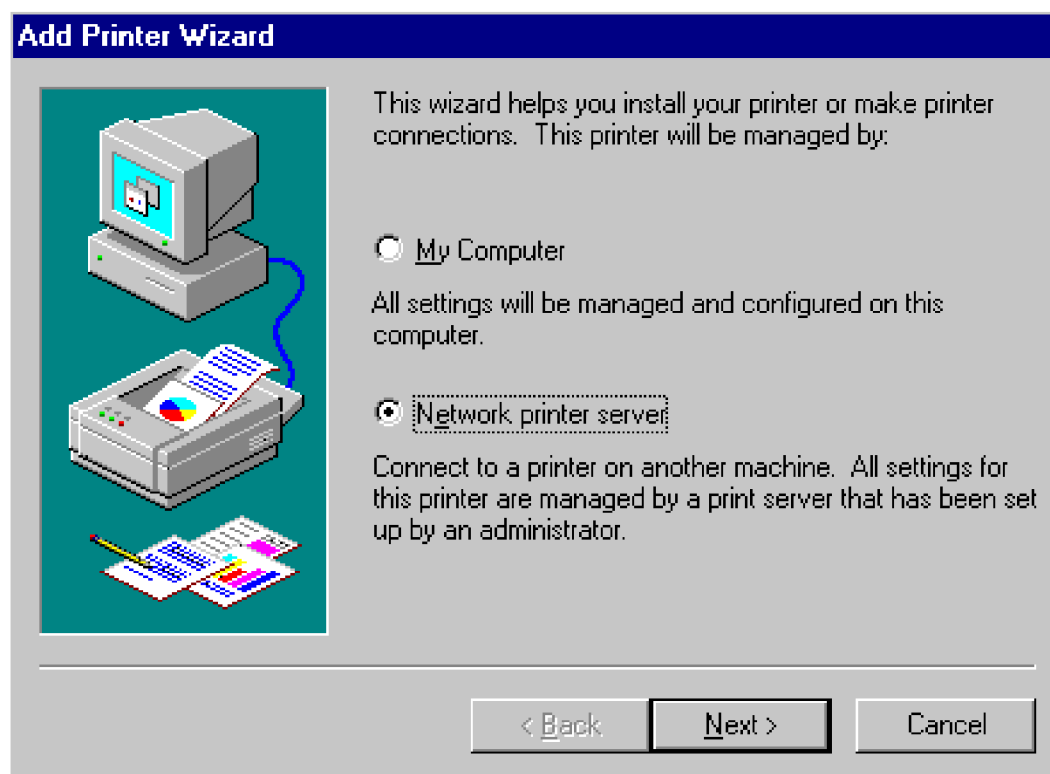 Add Printer Wizard
This wizard helps you install your printer or make printer
connections.  This printer will be managed by:
My Computer
All settings will be managed and configured on this
computer.
Network printer server
Connect to a printer on another machine.  All settings for
this printer are managed by a print server that has been set
up by an administrator.
< Back
Next >
Cancel